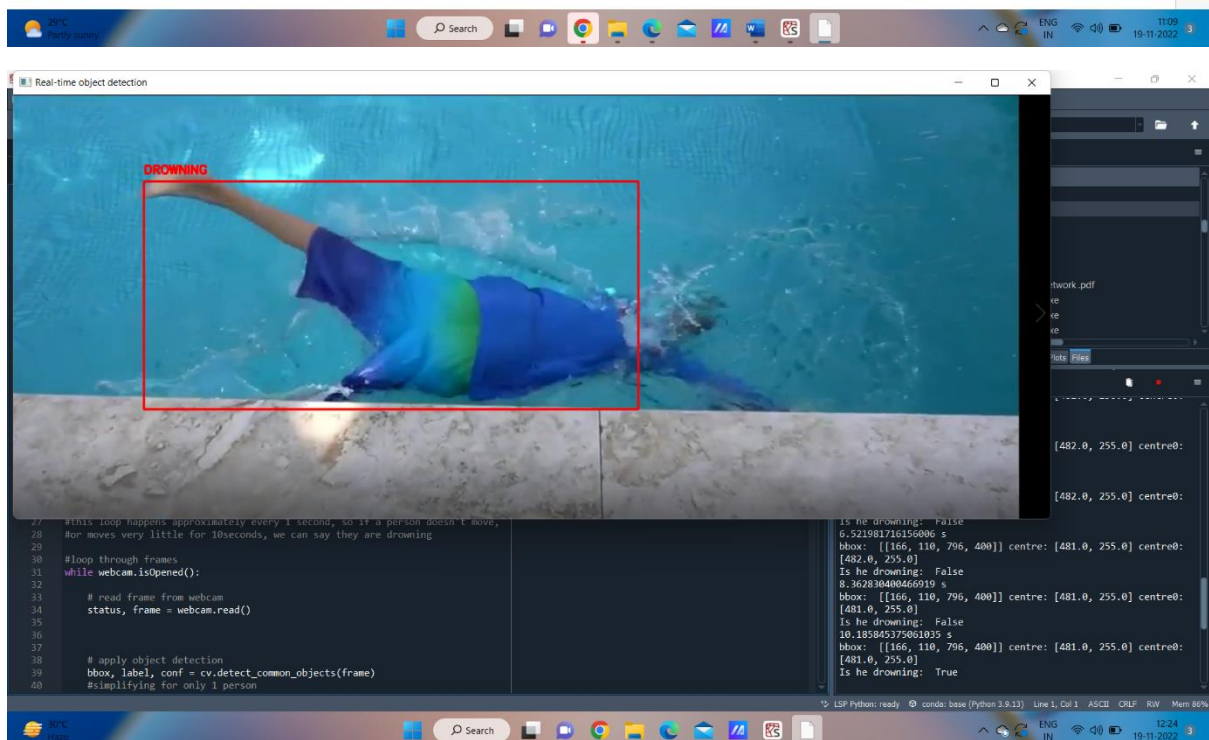 29°C
Partly sunny
Search
ENG
IN
11:09
19-11-2022
3
Real-time object detection
DROWNING
etwork .pdf
xe
xe
xe
Plots Files
[482.0, 255.0] centre0:
[482.0, 255.0] centre0:
27 #this loop happens approximately every 1 second, so if a person doesn't move,
28 #or moves very little for 10seconds, we can say they are drowning
29
30 #loop through frames
31 while webcam.isOpened():
32
33 # read frame from webcam
34 status, frame = webcam.read()
35
36
37
38 # apply object detection
39 bbox, label, conf = cv.detect_common_objects(frame)
40 #simplifying for only 1 person
Is he drowning: False
6.521981716156006 s
bbox: [[166, 110, 796, 400]] centre: [481.0, 255.0] centre0:
[482.0, 255.0]
Is he drowning: False
8.362830400466919 s
bbox: [[166, 110, 796, 400]] centre: [481.0, 255.0] centre0:
[481.0, 255.0]
Is he drowning: False
10.185845375061035 s
bbox: [[166, 110, 796, 400]] centre: [481.0, 255.0] centre0:
[481.0, 255.0]
Is he drowning: True
LSP Python: ready conda: base (Python 3.9.13) Line 1, Col 1 ASCII CRLF RW Mem 86%
30°C
Haze
Search
ENG
IN
12:24
19-11-2022
3